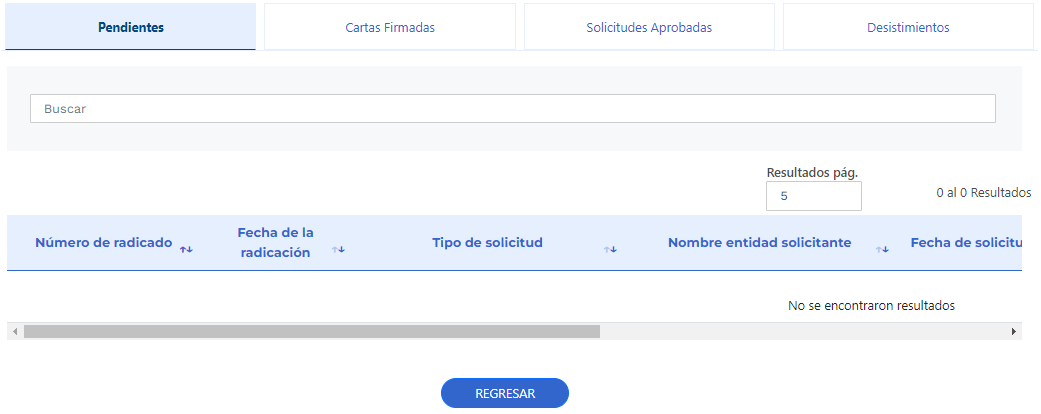 Pendientes
Cartas Firmadas
Solicitudes Aprobadas
Desistimientos
Buscar
Resultados pág.
5
0 al 0 Resultados
Número de radicado
Fecha de la
radicación
Tipo de solicitud
Nombre entidad solicitante
Fecha de solicitu
No se encontraron resultados
REGRESAR